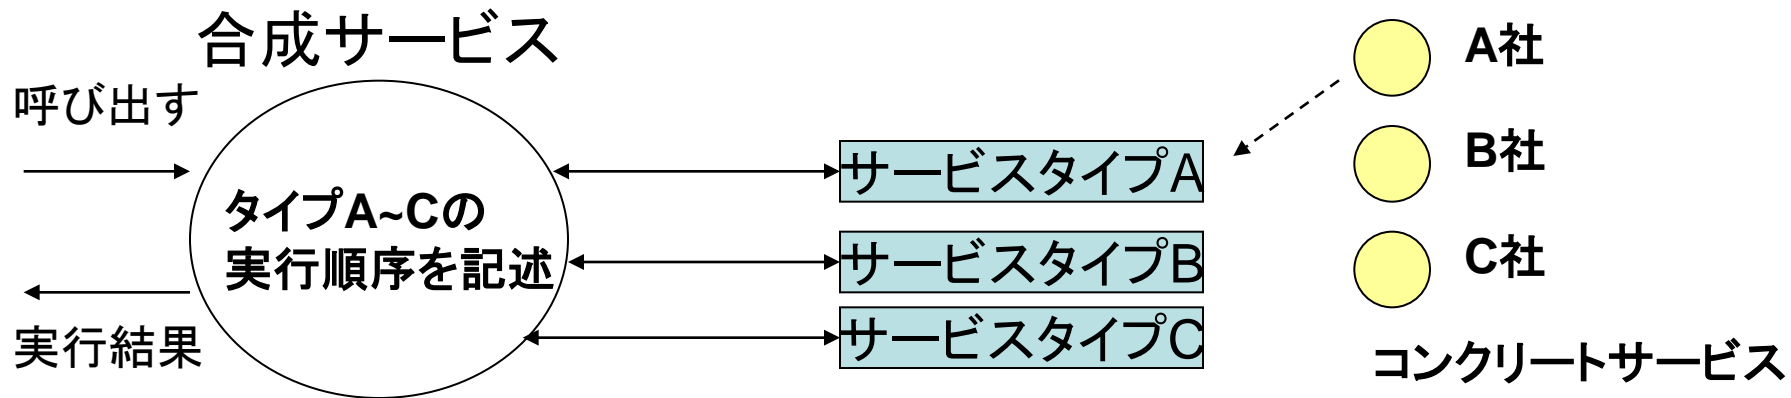 合成サービス
呼び出す
タイプA~Cの
実行順序を記述
実行結果
サービスタイプA
サービスタイプB
サービスタイプC
A社
B社
C社
コンクリートサービス